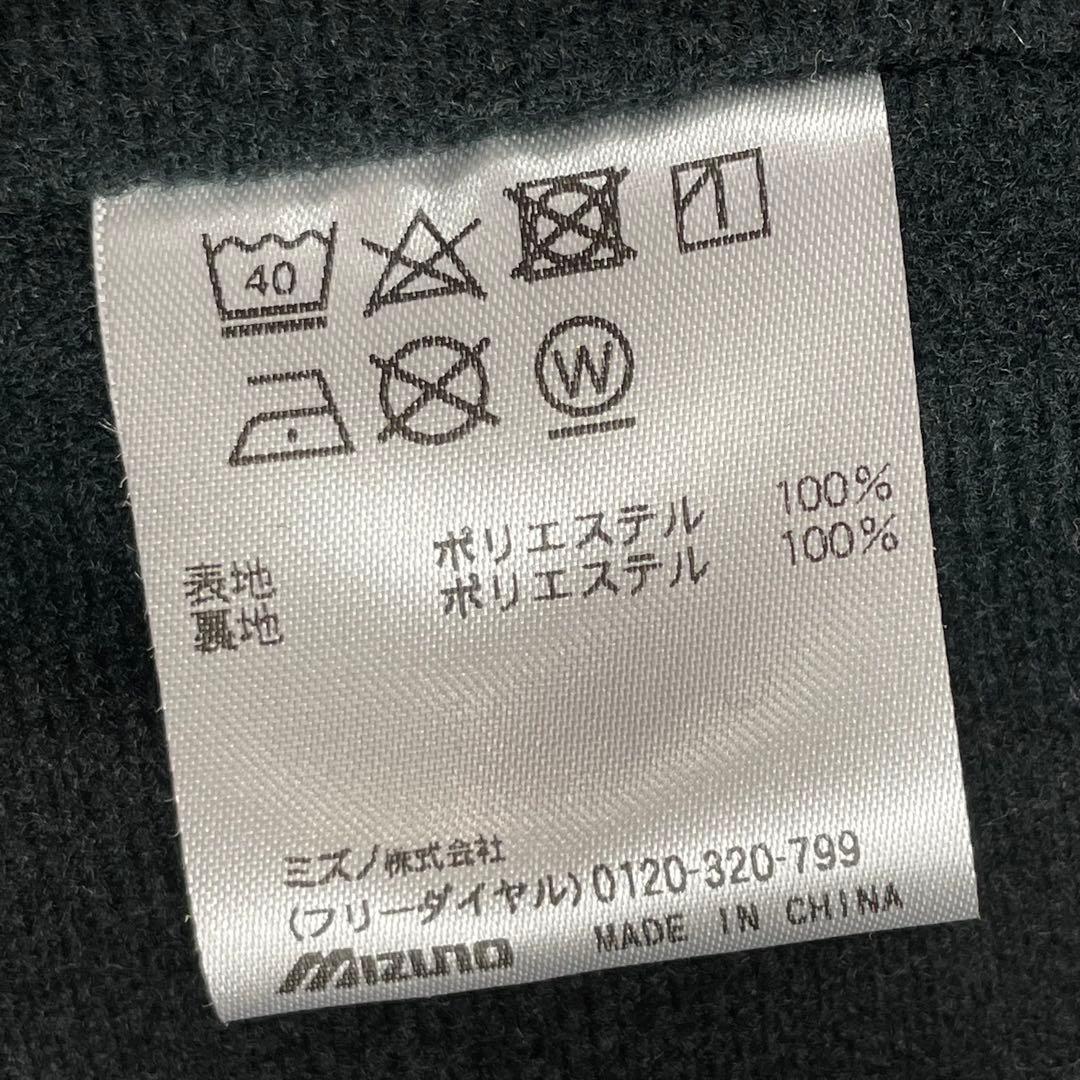 40
W
表地 ポリエステル 100%
裏地 ポリエステル 100%
ミズノ株式会社
(フリーダイヤル)0120-320-799
MIZUNO MADE IN CHINA